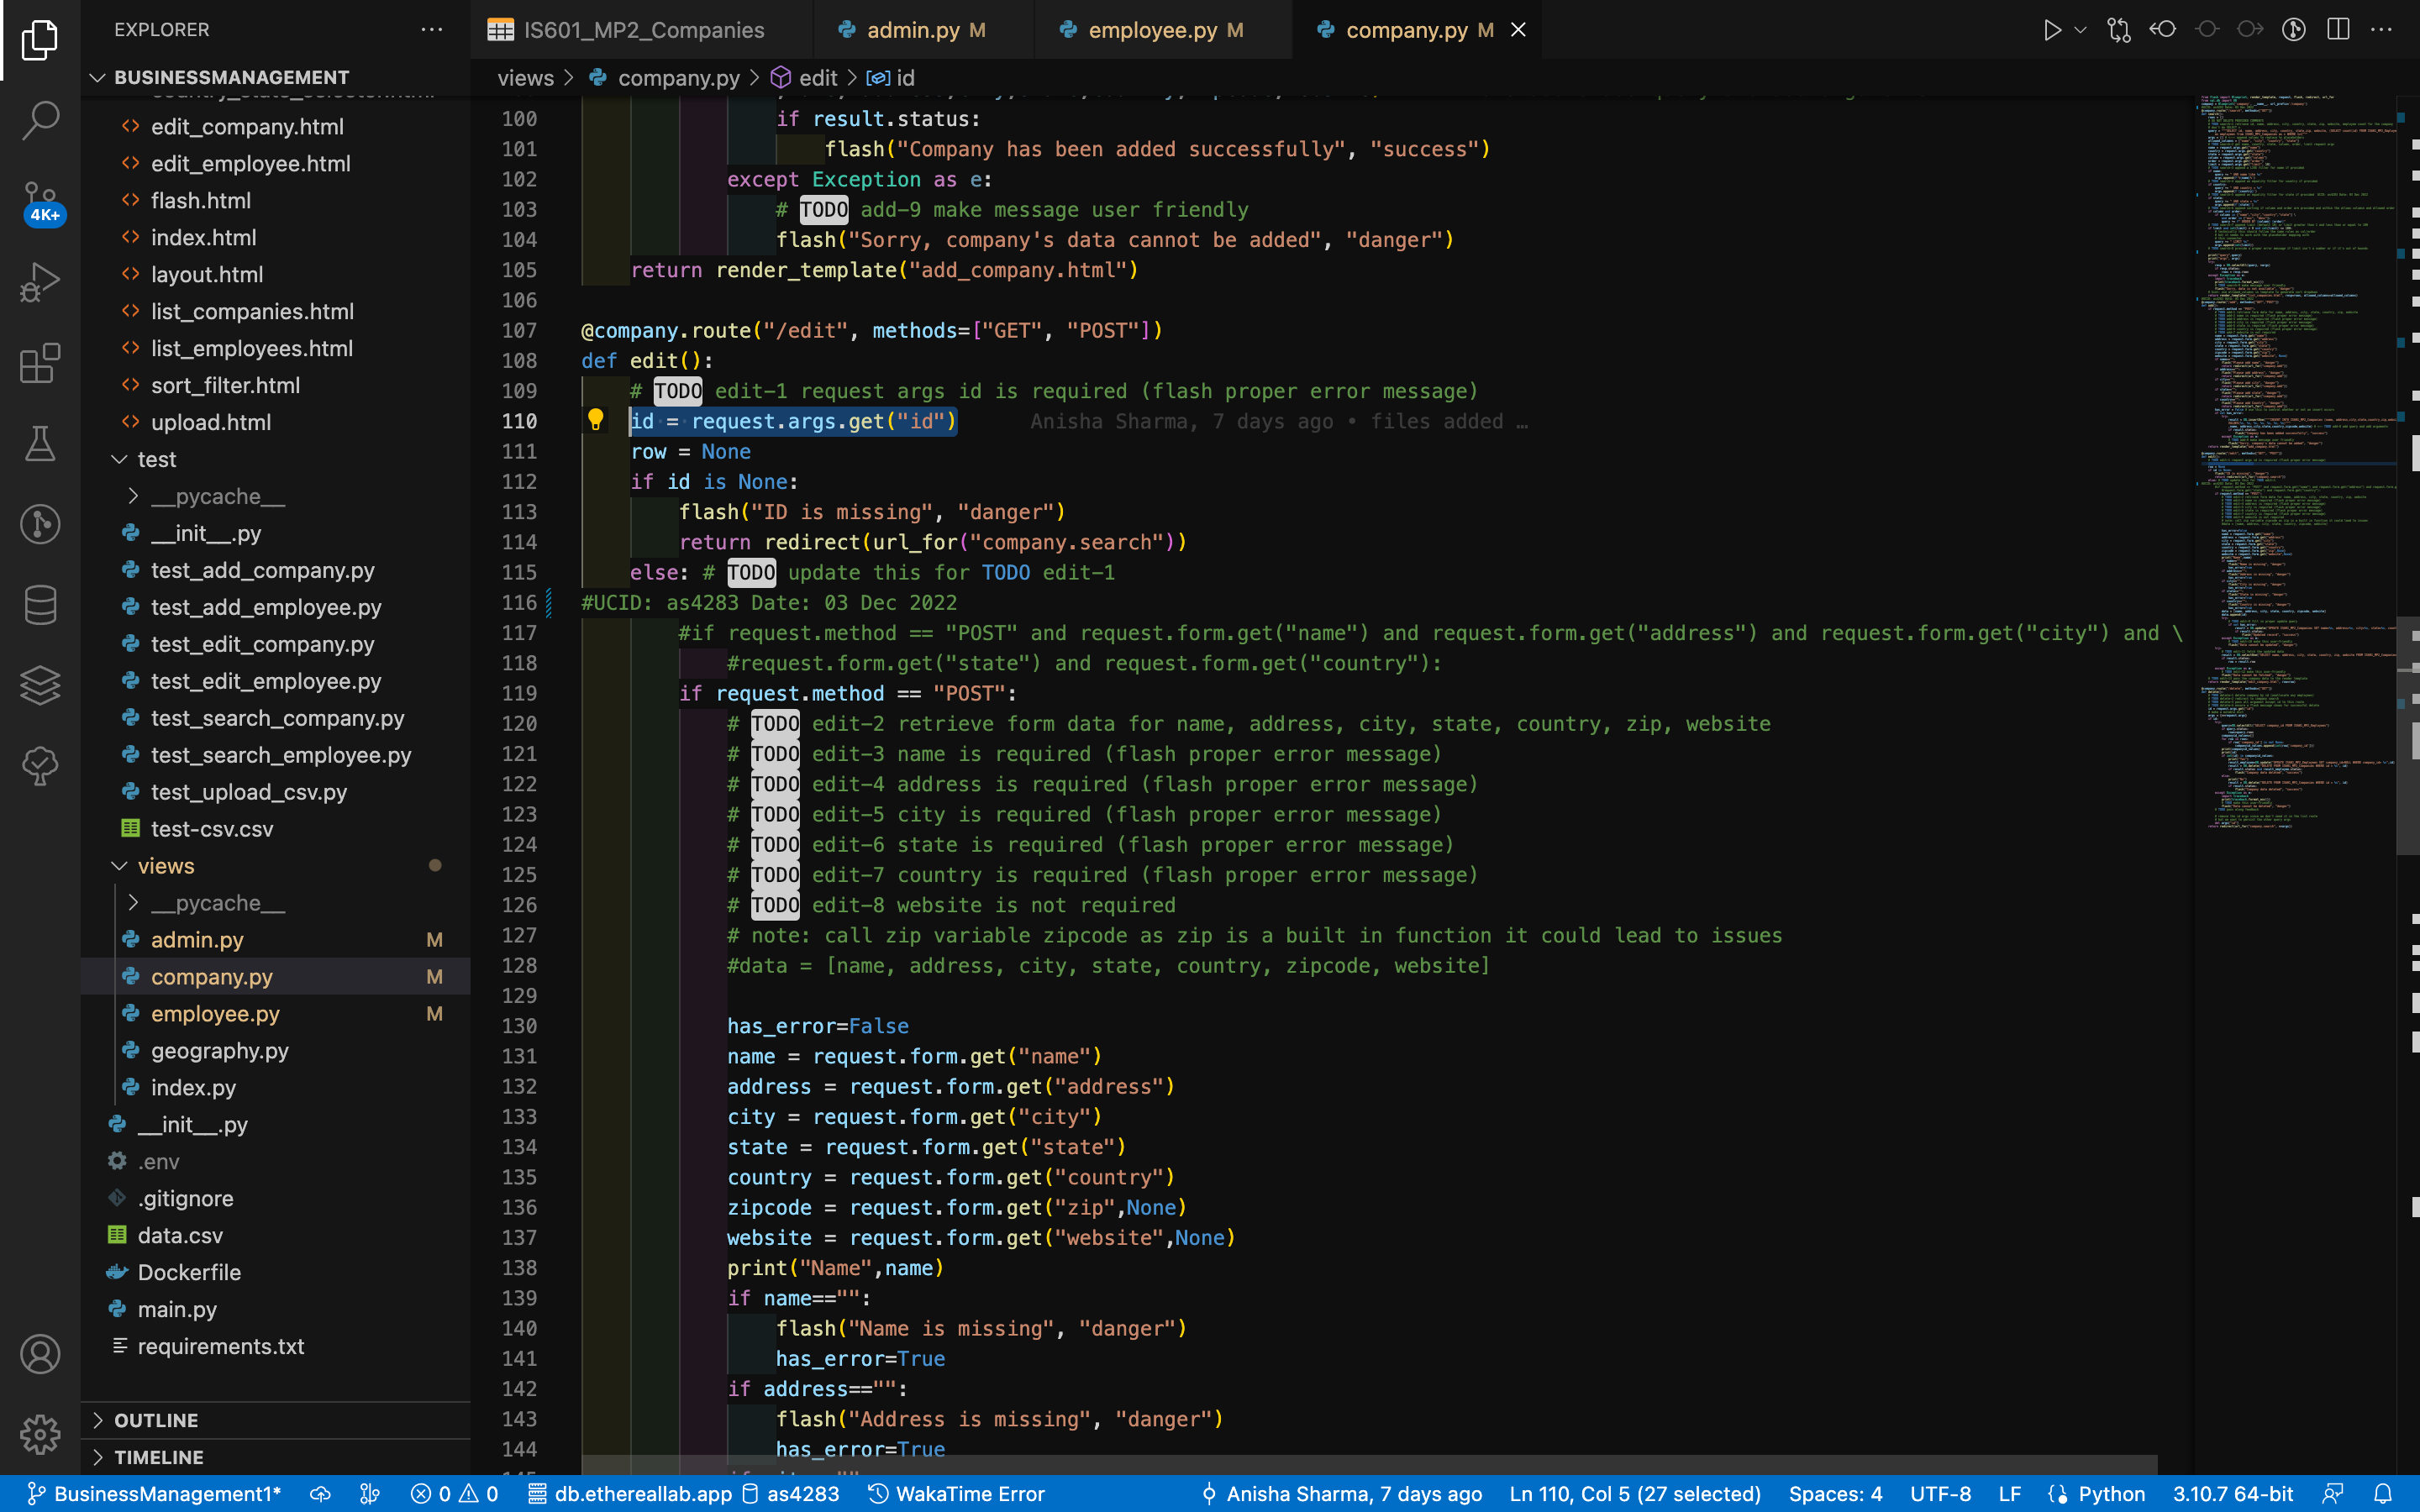 EXPLORER
BUSINESSMANAGEMENT
edit_company.html
edit_employee.html
flash.html
index.html
layout.html
list_companies.html
list_employees.html
sort_filter.html
upload.html
test
__pycache__
__init__.py
test_add_company.py
test_add_employee.py
test_edit_company.py
test_edit_employee.py
test_search_company.py
test_search_employee.py
test_upload_csv.py
test-csv.csv
views
__pycache__
admin.py M
company.py M
employee.py M
geography.py
index.py
__init__.py
.env
.gitignore
data.csv
Dockerfile
main.py
requirements.txt
OUTLINE
TIMELINE
4K+
IS601_MP2_Companies
admin.py M
employee.py M
company.py M
views > company.py > edit > id
100 if result.status:
101 flash("Company has been added successfully", "success")
102 except Exception as e:
103 # TODO add-9 make message user friendly
104 flash("Sorry, company's data cannot be added", "danger")
105 return render_template("add_company.html")
106
107 @company.route("/edit", methods=["GET", "POST"])
108 def edit():
109 # TODO edit-1 request args id is required (flash proper error message)
110 id = request.args.get("id") Anisha Sharma, 7 days ago • files added …
111 row = None
112 if id is None:
113 flash("ID is missing", "danger")
114 return redirect(url_for("company.search"))
115 else: # TODO update this for TODO edit-1
116 #UCID: as4283 Date: 03 Dec 2022
117 #if request.method == "POST" and request.form.get("name") and request.form.get("address") and request.form.get("city") and \
118 #request.form.get("state") and request.form.get("country"):
119 if request.method == "POST":
120 # TODO edit-2 retrieve form data for name, address, city, state, country, zip, website
121 # TODO edit-3 name is required (flash proper error message)
122 # TODO edit-4 address is required (flash proper error message)
123 # TODO edit-5 city is required (flash proper error message)
124 # TODO edit-6 state is required (flash proper error message)
125 # TODO edit-7 country is required (flash proper error message)
126 # TODO edit-8 website is not required
127 # note: call zip variable zipcode as zip is a built in function it could lead to issues
128 #data = [name, address, city, state, country, zipcode, website]
129
130 has_error=False
131 name = request.form.get("name")
132 address = request.form.get("address")
133 city = request.form.get("city")
134 state = request.form.get("state")
135 country = request.form.get("country")
136 zipcode = request.form.get("zip",None)
137 website = request.form.get("website",None)
138 print("Name",name)
139 if name=="":
140 flash("Name is missing", "danger")
141 has_error=True
142 if address=="":
143 flash("Address is missing", "danger")
144 has_error=True
BusinessManagement1* 0 0 db.ethereallab.app as4283 WakaTime Error Anisha Sharma, 7 days ago Ln 110, Col 5 (27 selected) Spaces: 4 UTF-8 LF Python 3.10.7 64-bit